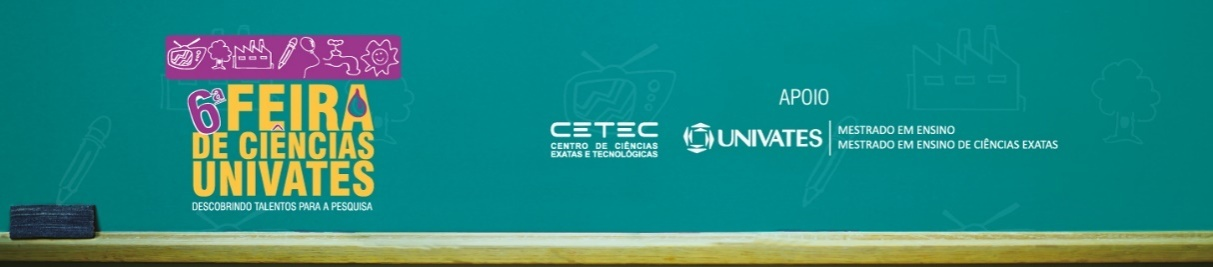 6ª FEIRA
DE CIÊNCIAS
UNIVATES
DESCOBRINDO TALENTOS PARA A PESQUISA
APOIO
CETEC
CENTRO DE CIÊNCIAS
EXATAS E TECNOLÓGICAS
UNIVATES
MESTRADO EM ENSINO
MESTRADO EM ENSINO DE CIÊNCIAS EXATAS